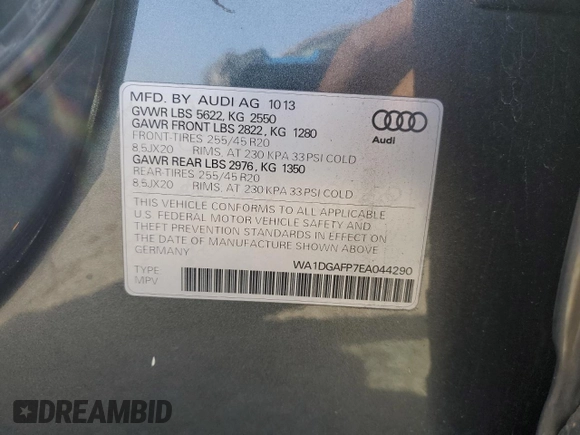 MFD. BY AUDI AG 10 13
GVWR LBS 5622, KG 2550
GAWR FRONT LBS 2822, KG 1280
FRONT-TIRES 255/45 R20
8.5JX20 RIMS, AT 230 KPA 33 PSI COLD
GAWR REAR LBS 2976, KG 1350
REAR-TIRES 255/45 R20
8.5JX20 RIMS, AT 230 KPA 33 PSI COLD
Audi
THIS VEHICLE CONFORMS TO ALL APPLICABLE
U.S. FEDERAL MOTOR VEHICLE SAFETY AND
THEFT PREVENTION STANDARDS IN EFFECT ON
THE DATE OF MANUFACTURE SHOWN ABOVE
GERMANY
WA1DGAFP7EA044290
TYPE
MPV
DREAMBID